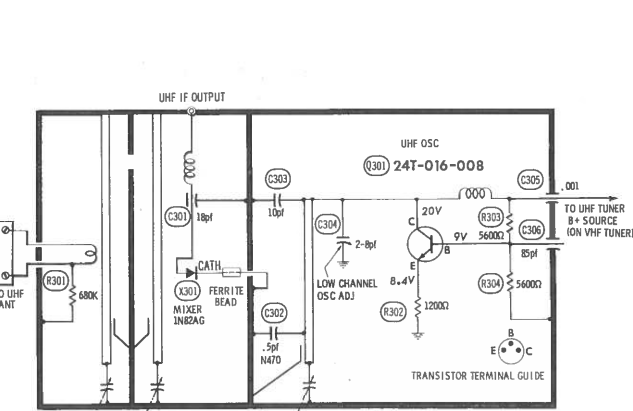 UHF IF OUTPUT
UHF OSC
Q301 24T-016-008
C305
.001
C303
10pf
C301
18pf
C304
2-8pf
C
20V
9V
B
E
8.4V
R303
5600Ω
C306
85pf
TO UHF TUNER
B+ SOURCE
(ON VHF TUNER)
R301
680K
O UHF
ANT
CATH.
X301
MIXER
1N82AG
FERRITE
BEAD
LOW CHANNEL
OSC ADJ
R304
5600Ω
R302
1200Ω
C302
.5pf
N470
B
E
C
TRANSISTOR TERMINAL GUIDE